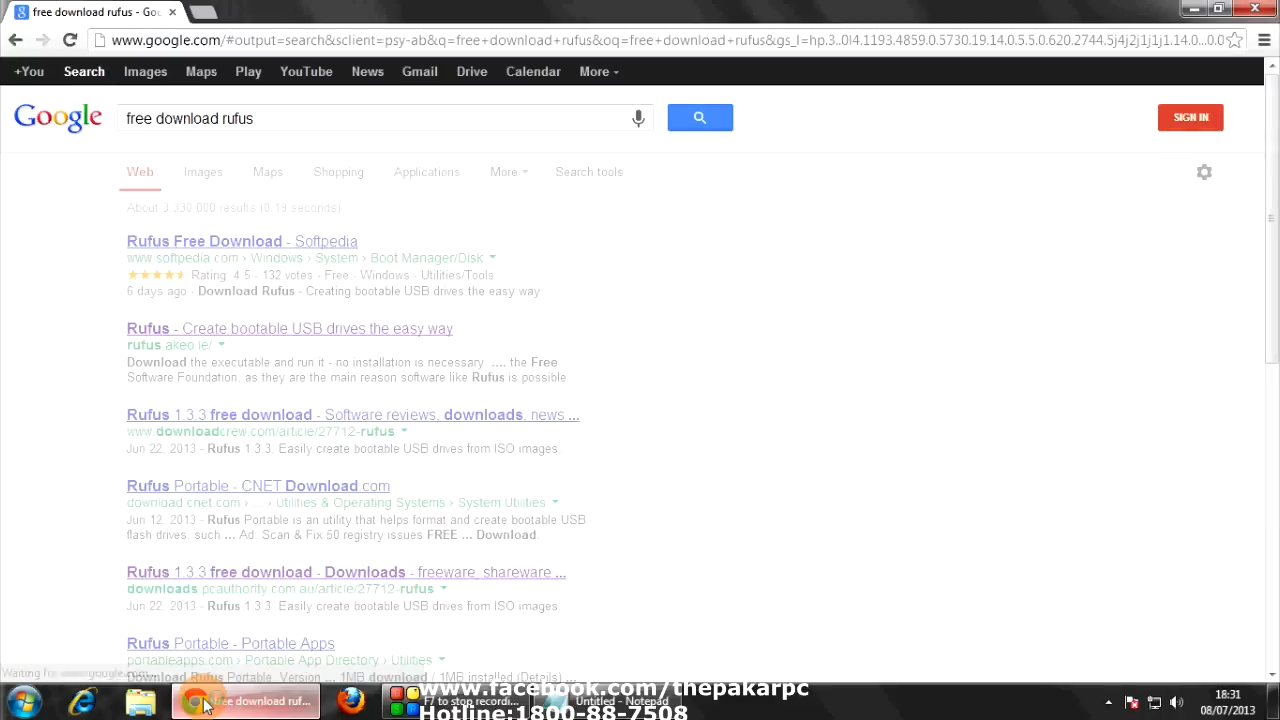 free download rufus - Goo
www.google.com/#output=search&sclient=psy-ab&q=free+download+rufus&oq=free+download+rufus&gs_l=hp.3..0l4.1193.4859.0.5730.19.14.0.5.5.0.620.2744.5j4j2j1j1j1.14.0...0.0
+You Search Images Maps Play YouTube News Gmail Drive Calendar More
Google free download rufus SIGN IN
Web Images Maps Shopping Applications More Search tools
About 3,330,000 results (0.19 seconds)
Rufus Free Download - Softpedia
www.softpedia.com › Windows › System › Boot Manager/Disk
Rating: 4.5 - 132 votes - Free - Windows - Utilities/Tools
6 days ago - Download Rufus - Creating bootable USB drives the easy way
Rufus - Create bootable USB drives the easy way
rufus.akeo.ie/
Download the executable and run it - no installation is necessary. .... the Free
Software Foundation, as they are the main reason software like Rufus is possible.
Rufus 1.3.3 free download - Software reviews, downloads, news ...
www.downloadcrew.com/article/27712-rufus
Jun 22, 2013 - Rufus 1.3.3. Easily create bootable USB drives from ISO images.
Rufus Portable - CNET Download.com
download.cnet.com › ... › Utilities & Operating Systems › System Utilities
Jun 12, 2013 - Rufus Portable is an utility that helps format and create bootable USB
flash drives, such ... Ad: Scan & Fix 50 registry issues FREE ... Download.
Rufus 1.3.3 free download - Downloads - freeware, shareware ...
downloads.pcauthority.com.au/article/27712-rufus
Jun 22, 2013 - Rufus 1.3.3. Easily create bootable USB drives from ISO images.
Rufus Portable - Portable Apps
portableapps.com › Portable App Directory › Utilities
Download Rufus Portable. Version ... 1MB download / 1MB installed (Details) ...
free download ruf...
F7 to stop recordi...
Untitled - Notepad
www.facebook.com/thepakarpc
Hotline:1800-88-7508
18:31
08/07/2013